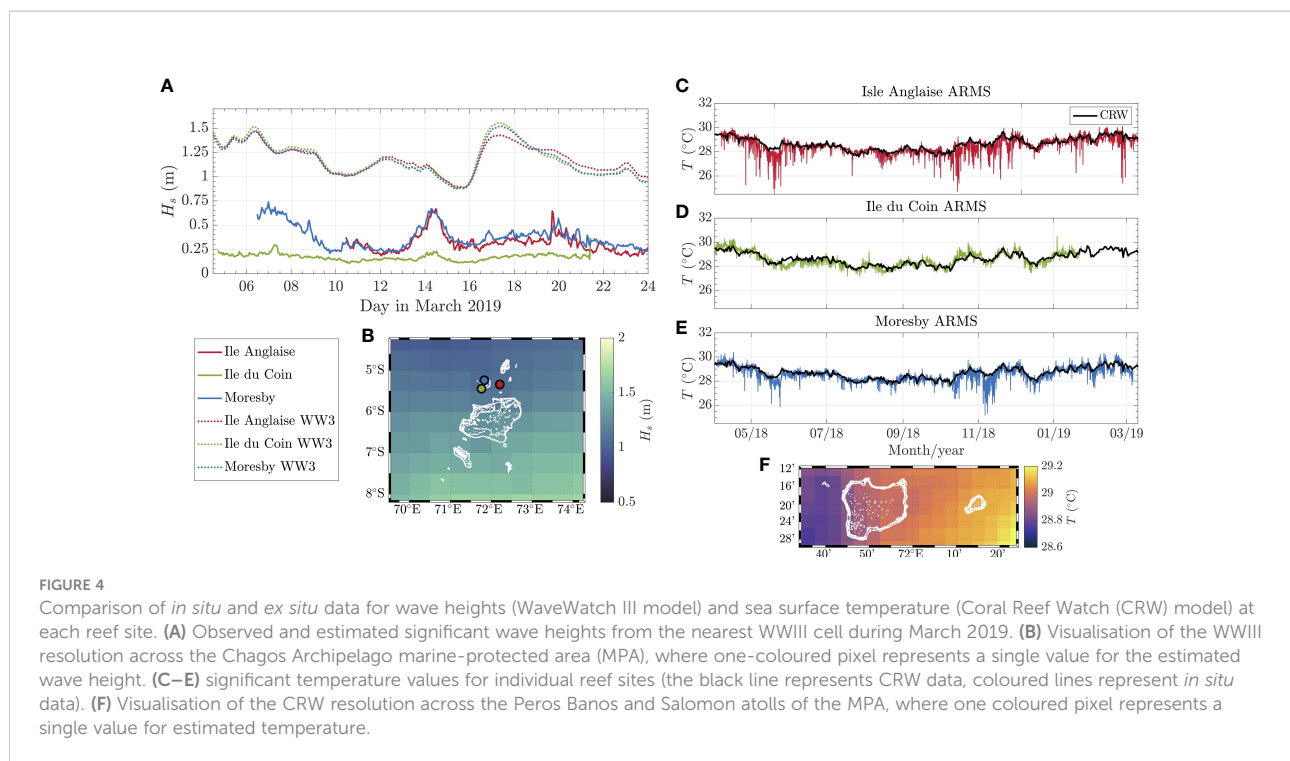 A
1.5
1.25
1
0.75
0.5
0.25
0
H_s (m)
06 08 10 12 14 16 18 20 22 24
Day in March 2019
Ile Anglaise
Ile du Coin
Moresby
Ile Anglaise WW3
Ile du Coin WW3
Moresby WW3
B
5°S
6°S
7°S
8°S
70°E 71°E 72°E 73°E 74°E
2
1.5
1
0.5
H_s (m)
C
Isle Anglaise ARMS
CRW
32
30
28
26
T (°C)
D
Ile du Coin ARMS
32
30
28
26
T (°C)
E
Moresby ARMS
32
30
28
26
T (°C)
05/18 07/18 09/18 11/18 01/19 03/19
Month/year
F
12'
16'
20'
24'
28'
40' 50' 72°E 10' 20'
29.2
29
28.8
28.6
T (°C)
FIGURE 4
Comparison of in situ and ex situ data for wave heights (WaveWatch III model) and sea surface temperature (Coral Reef Watch (CRW) model) at
each reef site. (A) Observed and estimated significant wave heights from the nearest WWIII cell during March 2019. (B) Visualisation of the WWIII
resolution across the Chagos Archipelago marine-protected area (MPA), where one-coloured pixel represents a single value for the estimated
wave height. (C–E) significant temperature values for individual reef sites (the black line represents CRW data, coloured lines represent in situ
data). (F) Visualisation of the CRW resolution across the Peros Banos and Salomon atolls of the MPA, where one coloured pixel represents a
single value for estimated temperature.